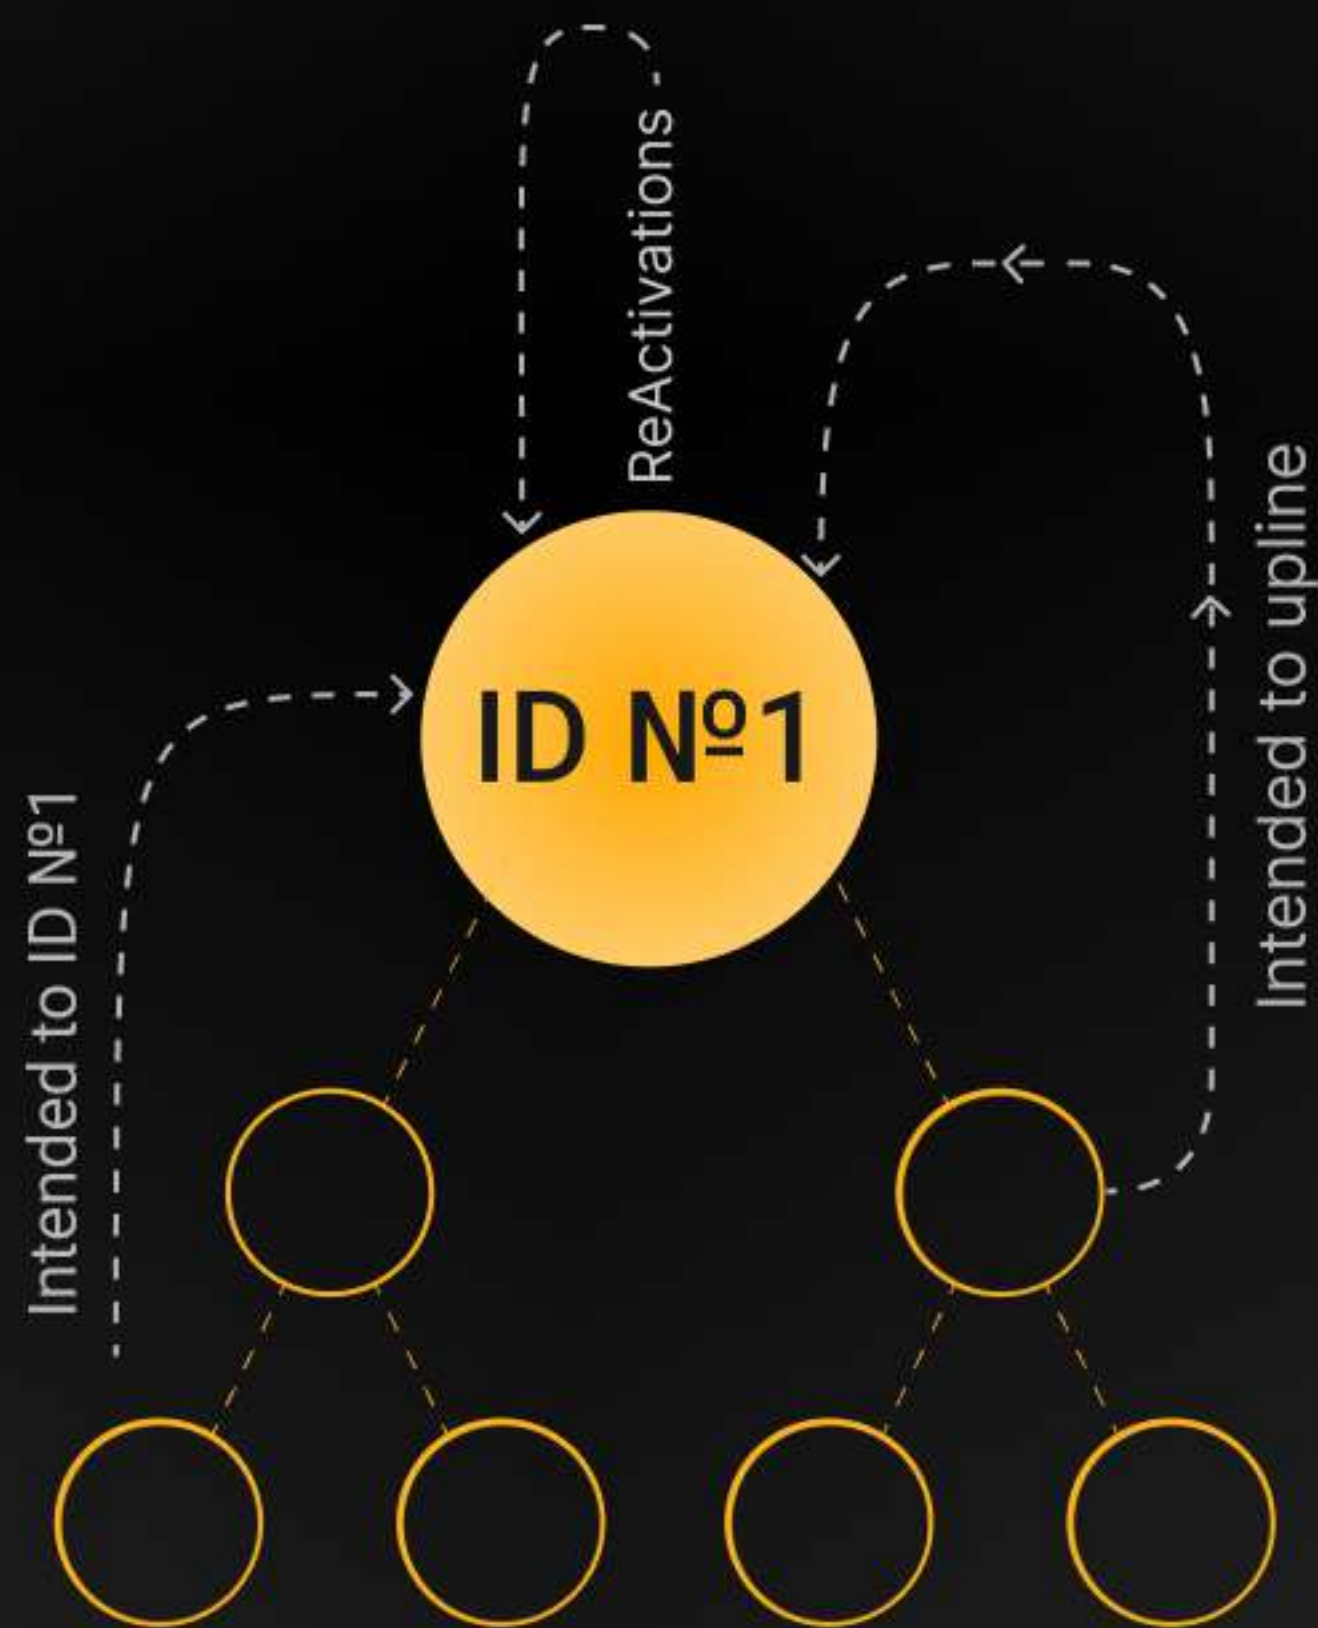 ReActivations
Intended to upline
ID №1
Intended to ID №1